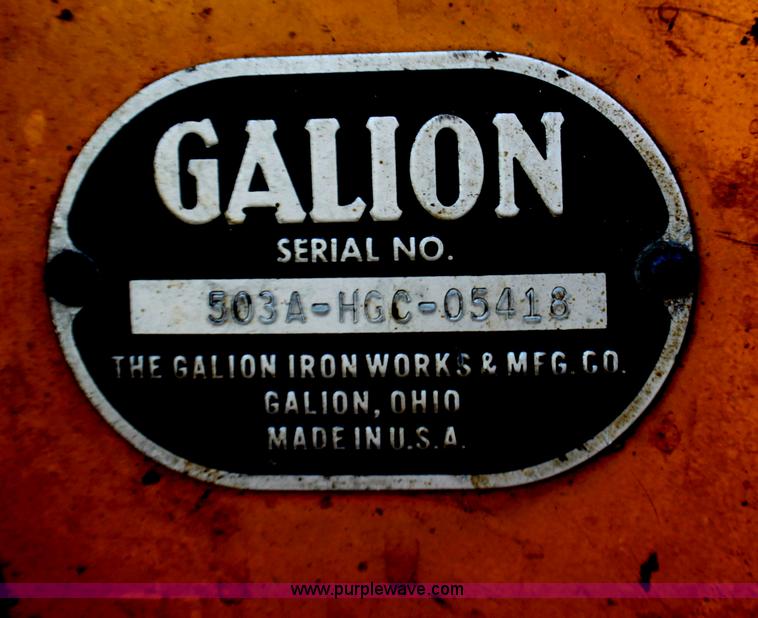 GALION
SERIAL NO.
503A-HGC-05418
THE GALION IRON WORKS & MFG. CO.
GALION, OHIO
MADE IN U.S.A.
www.purplewave.com